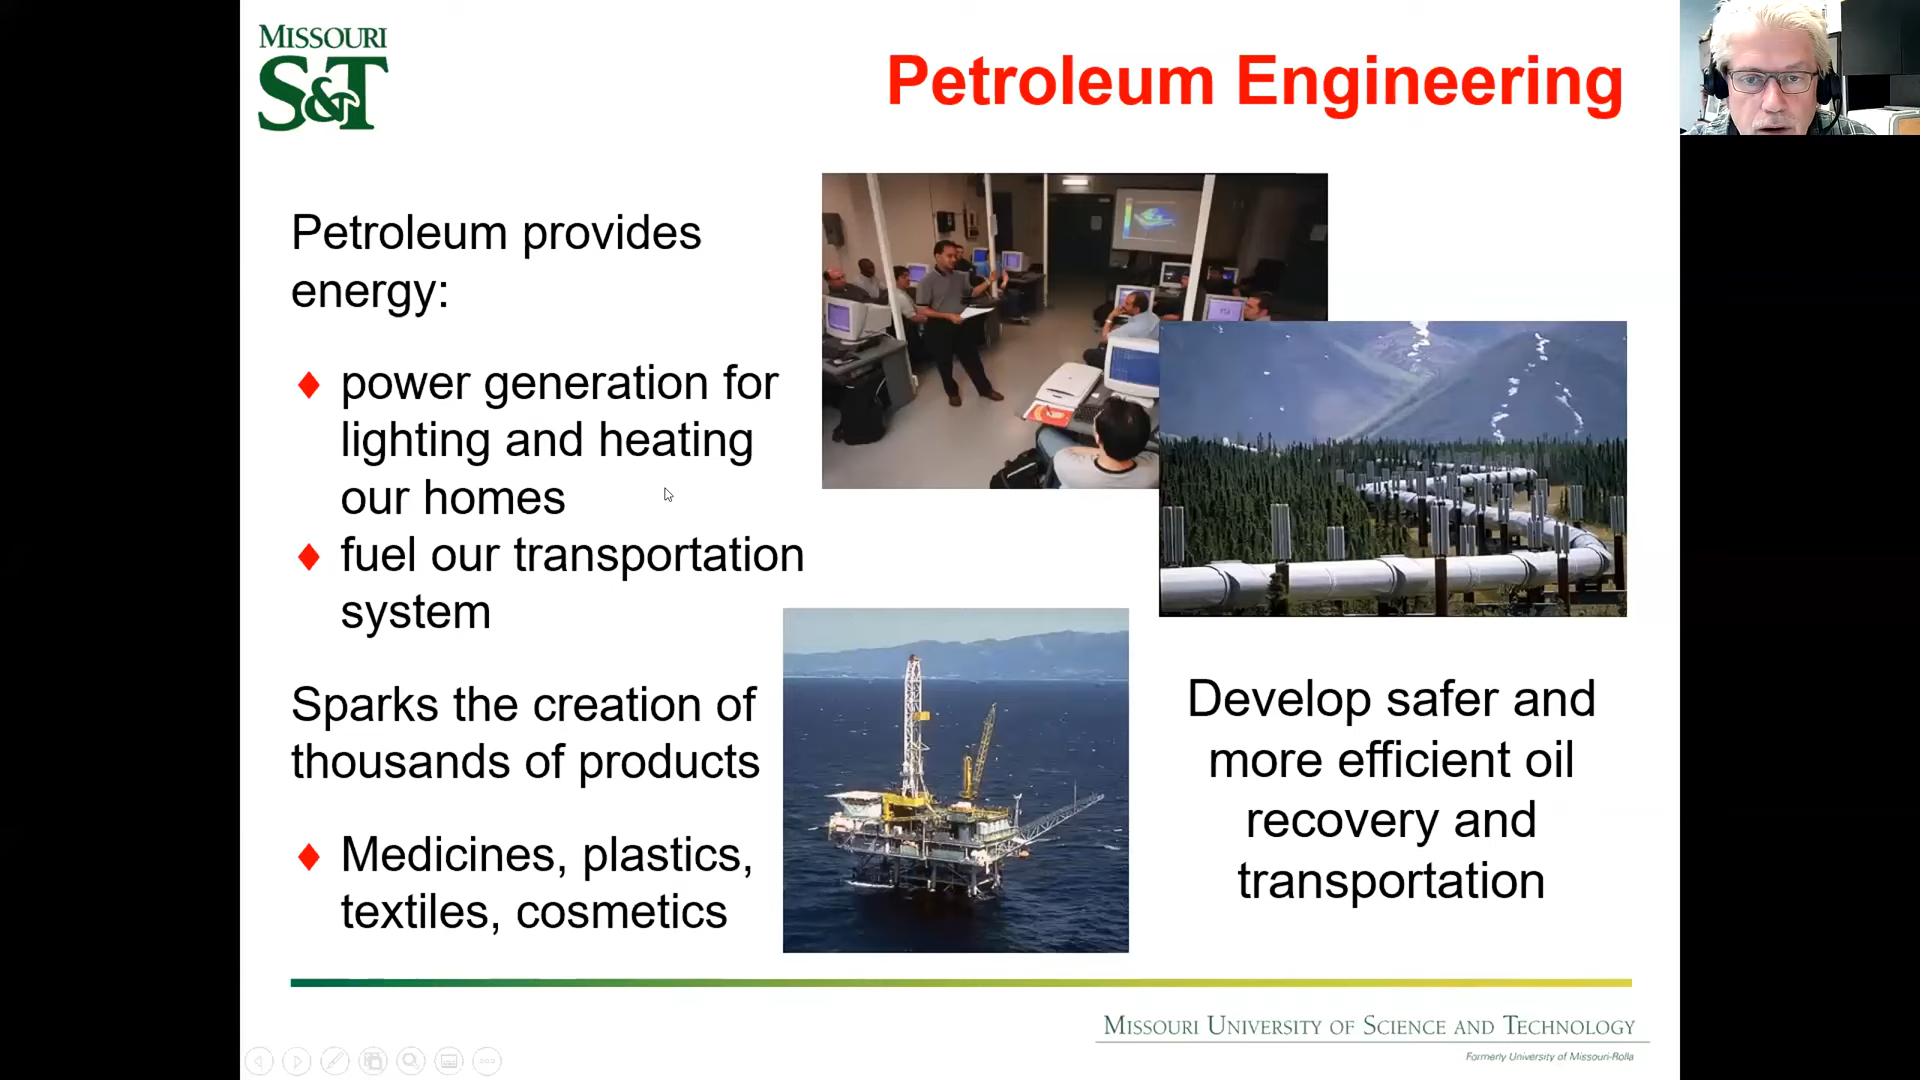 MISSOURI
S&T
Petroleum Engineering
Petroleum provides
energy:
power generation for
lighting and heating
our homes
fuel our transportation
system
Sparks the creation of
thousands of products
Medicines, plastics,
textiles, cosmetics
Develop safer and
more efficient oil
recovery and
transportation
MISSOURI UNIVERSITY OF SCIENCE AND TECHNOLOGY
Formerly University of Missouri-Rolla